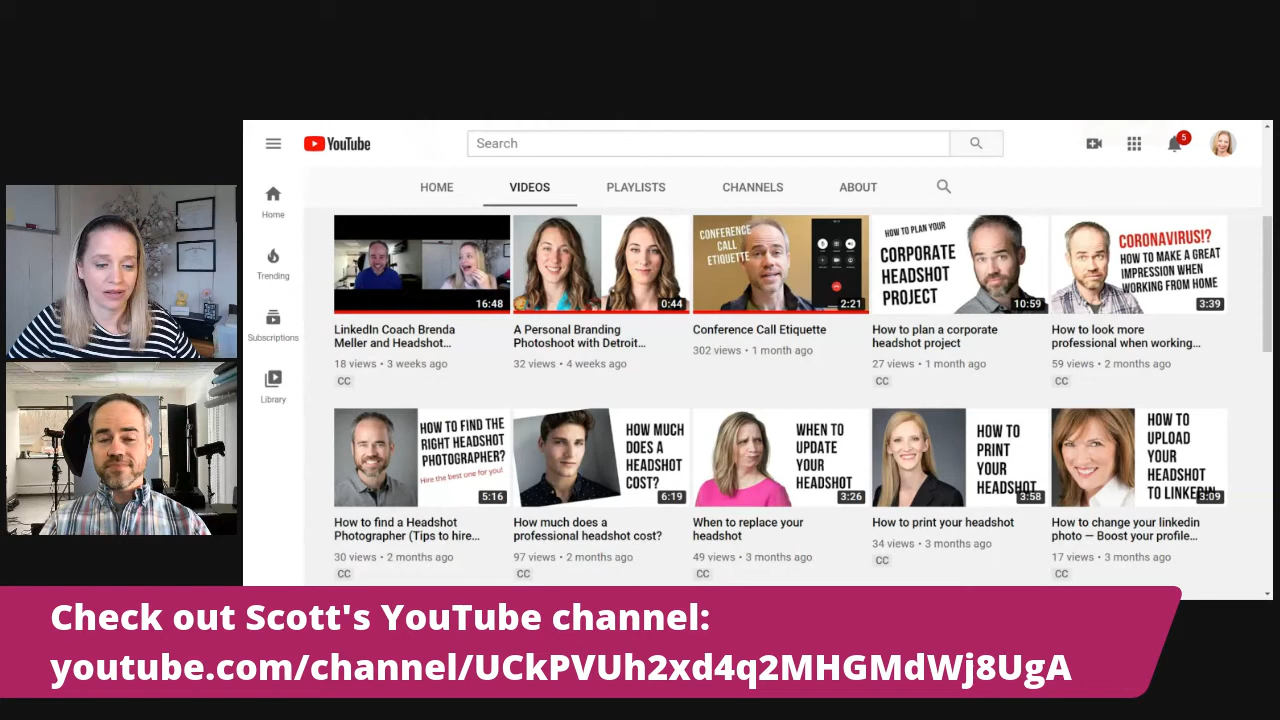 YouTube
Search
5
HOME
VIDEOS
PLAYLISTS
CHANNELS
ABOUT
Home
Trending
Subscriptions
Library
16:48
LinkedIn Coach Brenda
Meller and Headshot...
18 views • 3 weeks ago
CC
0:44
A Personal Branding
Photoshoot with Detroit...
32 views • 4 weeks ago
CONFERENCE
CALL
ETIQUETTE
2:21
Conference Call Etiquette
302 views • 1 month ago
HOW TO PLAN YOUR
CORPORATE
HEADSHOT
PROJECT
10:59
How to plan a corporate
headshot project
27 views • 1 month ago
CC
CORONAVIRUS!?
HOW TO MAKE A GREAT
IMPRESSION WHEN
WORKING FROM HOME
3:39
How to look more
professional when working...
59 views • 2 months ago
CC
HOW TO FIND THE
RIGHT HEADSHOT
PHOTOGRAPHER?
Hire the best one for you!
5:16
How to find a Headshot
Photographer (Tips to hire...
30 views • 2 months ago
CC
HOW MUCH
DOES A
HEADSHOT
COST?
6:19
How much does a
professional headshot cost?
97 views • 2 months ago
CC
WHEN TO
UPDATE
YOUR
HEADSHOT
3:26
When to replace your
headshot
49 views • 3 months ago
CC
HOW TO
PRINT
YOUR
HEADSHOT
3:58
How to print your headshot
34 views • 3 months ago
CC
HOW TO
UPLOAD
YOUR
HEADSHOT
TO LINKEDIN
3:09
How to change your linkedin
photo — Boost your profile...
17 views • 3 months ago
CC
Check out Scott's YouTube channel:
youtube.com/channel/UCkPVUh2xd4q2MHGMdWj8UgA